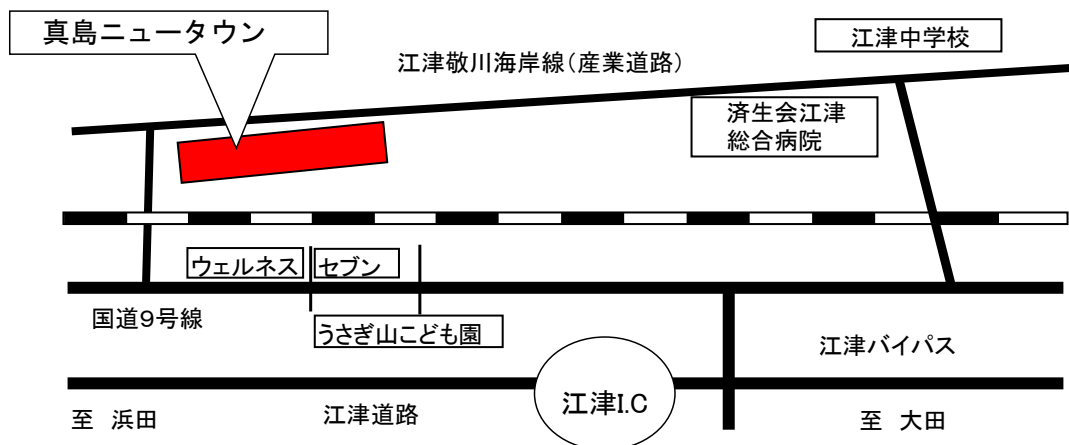 真島ニュータウン
江津中学校
江津敬川海岸線(産業道路)
済生会江津
総合病院
ウェルネス
セブン
国道9号線
うさぎ山こども園
江津バイパス
江津I.C
至 浜田
江津道路
至 大田